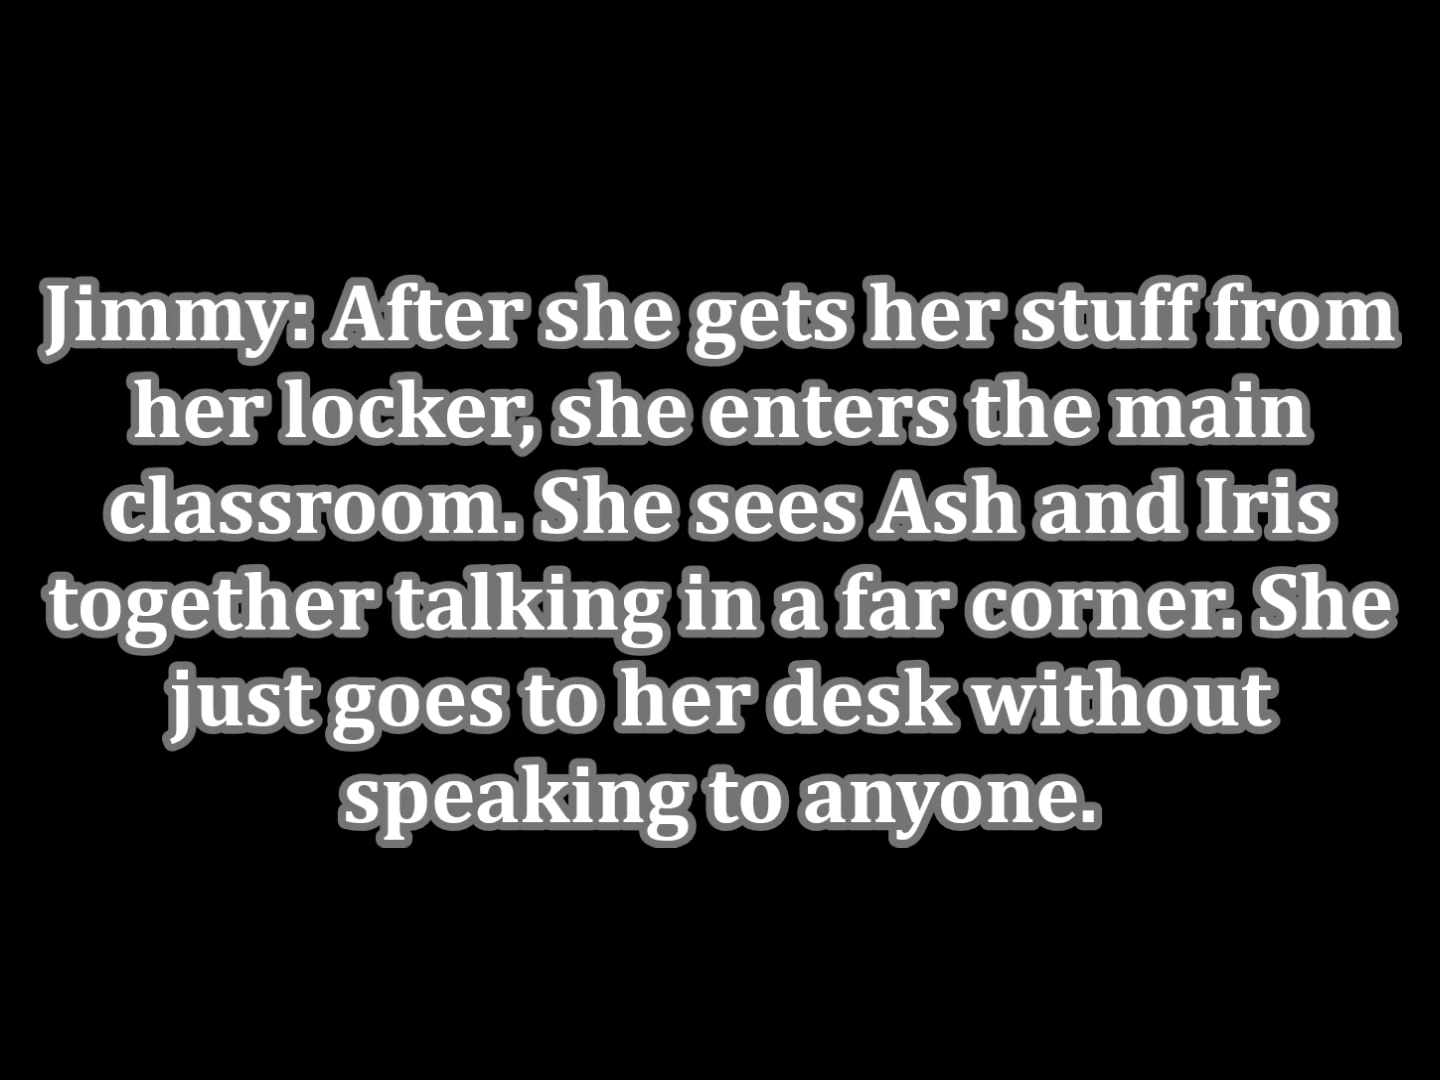 Jimmy: After she gets her stuff from
her locker, she enters the main
classroom. She sees Ash and Iris
together talking in a far corner. She
just goes to her desk without
speaking to anyone.